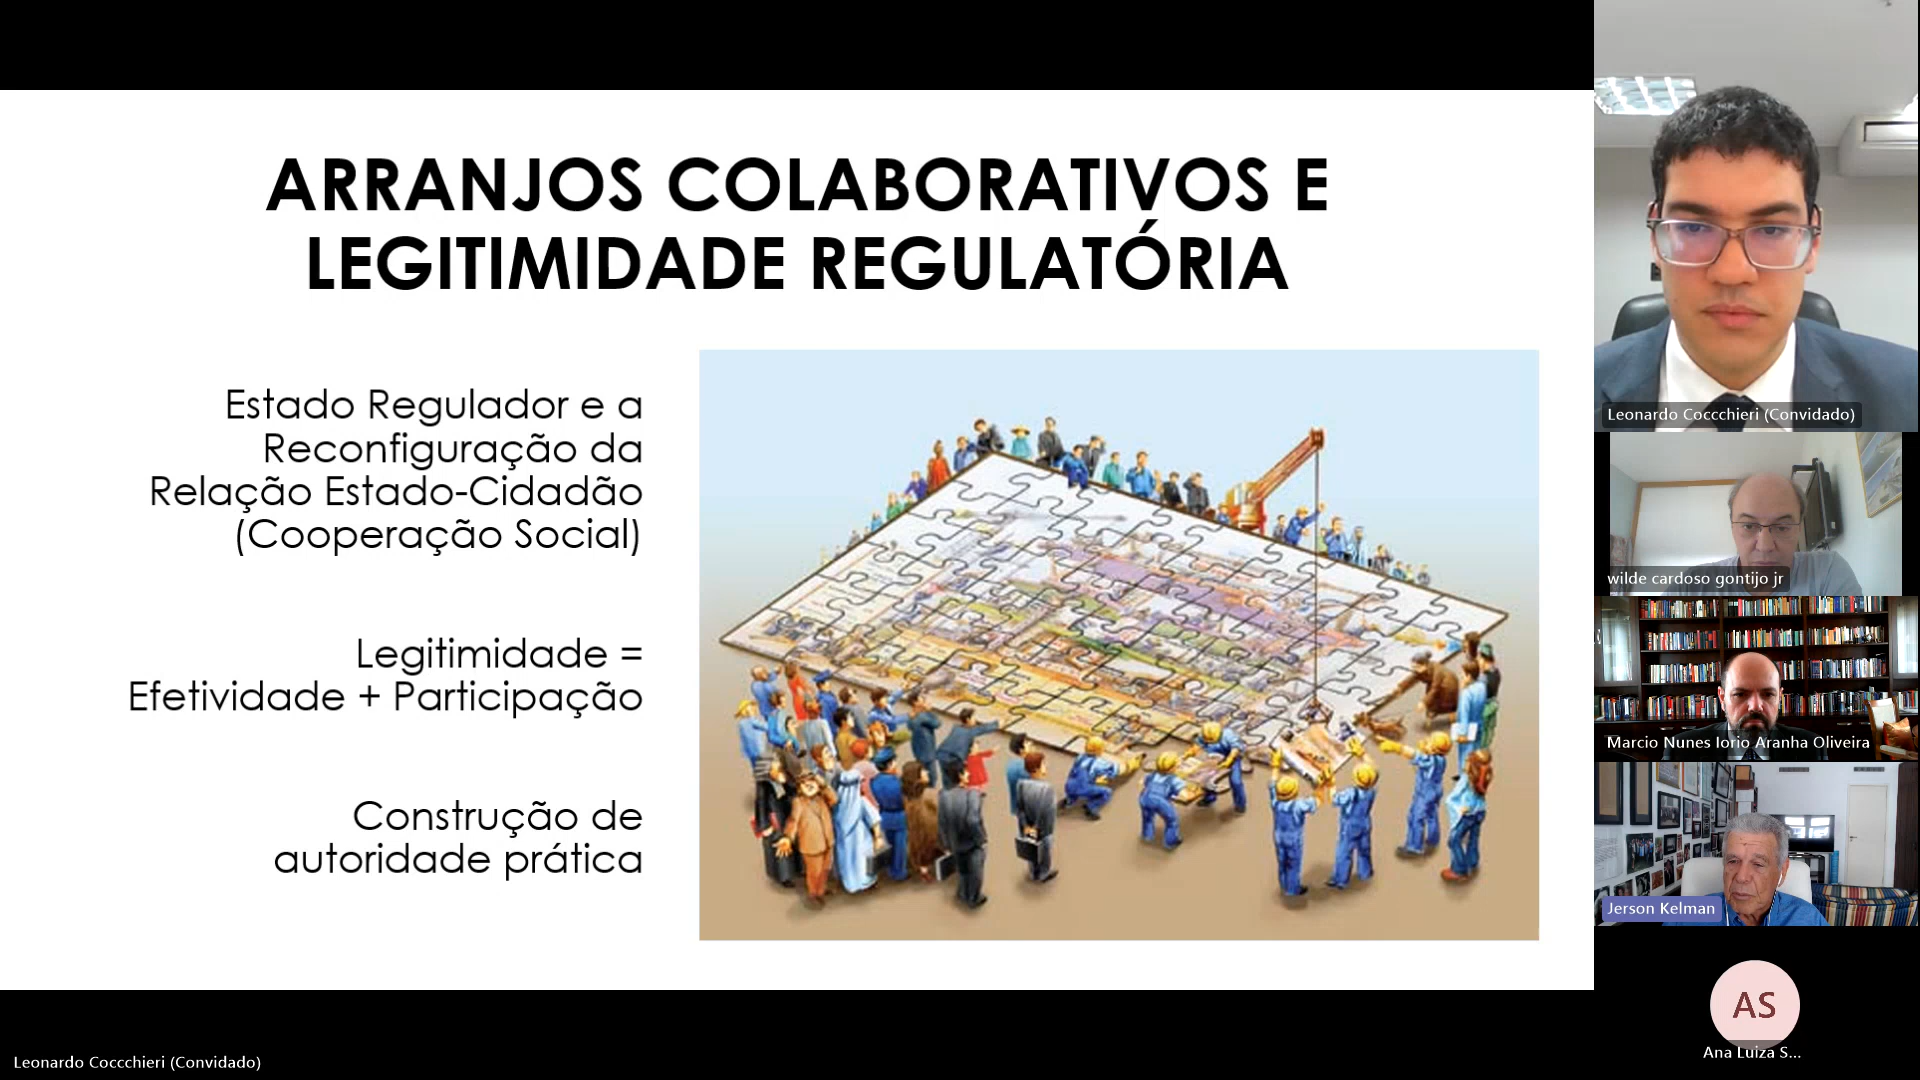 ARRANJOS COLABORATIVOS E
LEGITIMIDADE REGULATÓRIA
Estado Regulador e a
Reconfiguração da
Relação Estado-Cidadão
(Cooperação Social)
Legitimidade =
Efetividade + Participação
Construção de
autoridade prática
Leonardo Coccchieri (Convidado)
wilde cardoso gontijo jr
Marcio Nunes Iorio Aranha Oliveira
Jerson Kelman
AS
Ana Luiza S...
Leonardo Coccchieri (Convidado)